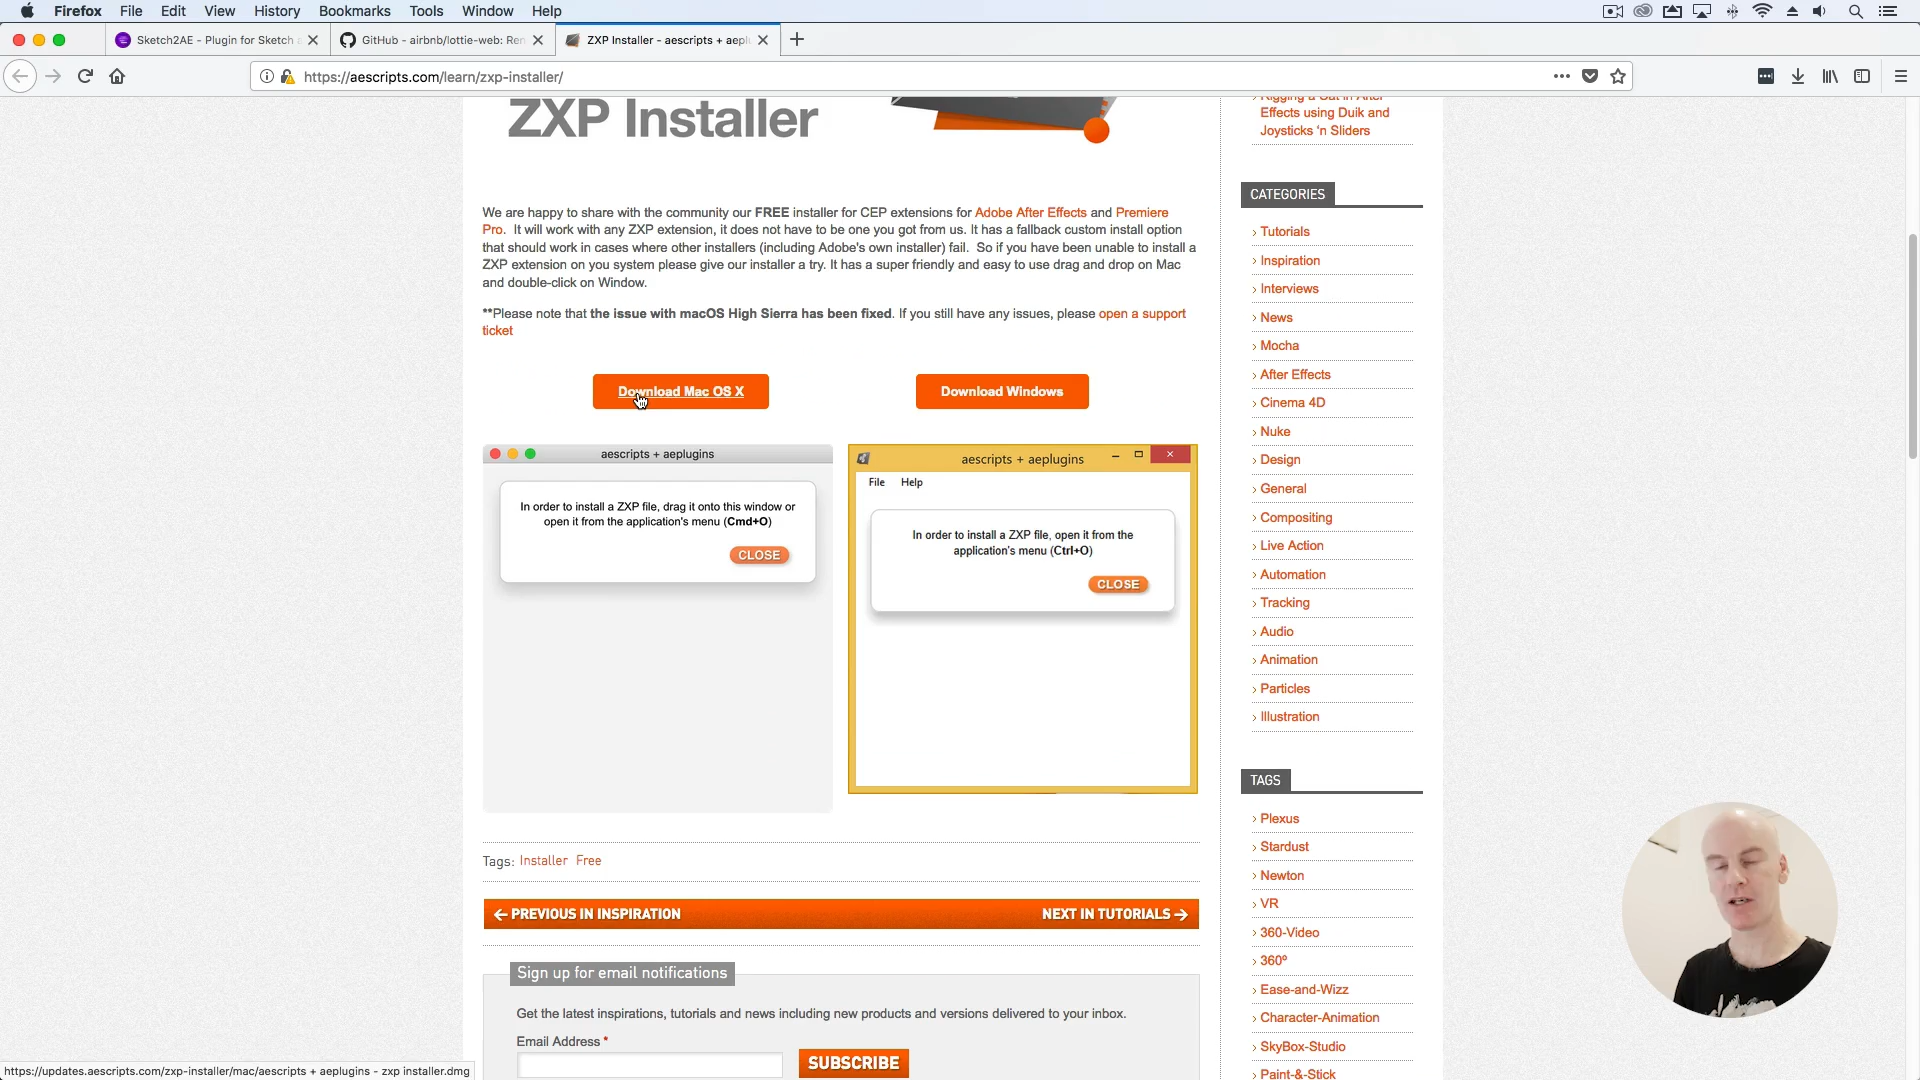 Firefox File Edit View History Bookmarks Tools Window Help
Sketch2AE - Plugin for Sketch a
GitHub - airbnb/lottie-web: Ren
ZXP Installer - aescripts + aeplu
https://aescripts.com/learn/zxp-installer/
ZXP Installer
We are happy to share with the community our FREE installer for CEP extensions for Adobe After Effects and Premiere
Pro. It will work with any ZXP extension, it does not have to be one you got from us. It has a fallback custom install option
that should work in cases where other installers (including Adobe's own installer) fail. So if you have been unable to install a
ZXP extension on you system please give our installer a try. It has a super friendly and easy to use drag and drop on Mac
and double-click on Window.
**Please note that the issue with macOS High Sierra has been fixed. If you still have any issues, please open a support
ticket
Download Mac OS X
Download Windows
aescripts + aeplugins
In order to install a ZXP file, drag it onto this window or
open it from the application's menu (Cmd+O)
CLOSE
aescripts + aeplugins
File Help
In order to install a ZXP file, open it from the
application's menu (Ctrl+O)
CLOSE
Tags: Installer Free
← PREVIOUS IN INSPIRATION
NEXT IN TUTORIALS →
Sign up for email notifications
Get the latest inspirations, tutorials and news including new products and versions delivered to your inbox.
Email Address *
SUBSCRIBE
Rigging a Cat in After
Effects using Duik and
Joysticks 'n Sliders
CATEGORIES
› Tutorials
› Inspiration
› Interviews
› News
› Mocha
› After Effects
› Cinema 4D
› Nuke
› Design
› General
› Compositing
› Live Action
› Automation
› Tracking
› Audio
› Animation
› Particles
› Illustration
TAGS
› Plexus
› Stardust
› Newton
› VR
› 360-Video
› 360º
› Ease-and-Wizz
› Character-Animation
› SkyBox-Studio
› Paint-&-Stick
https://updates.aescripts.com/zxp-installer/mac/aescripts + aeplugins - zxp installer.dmg